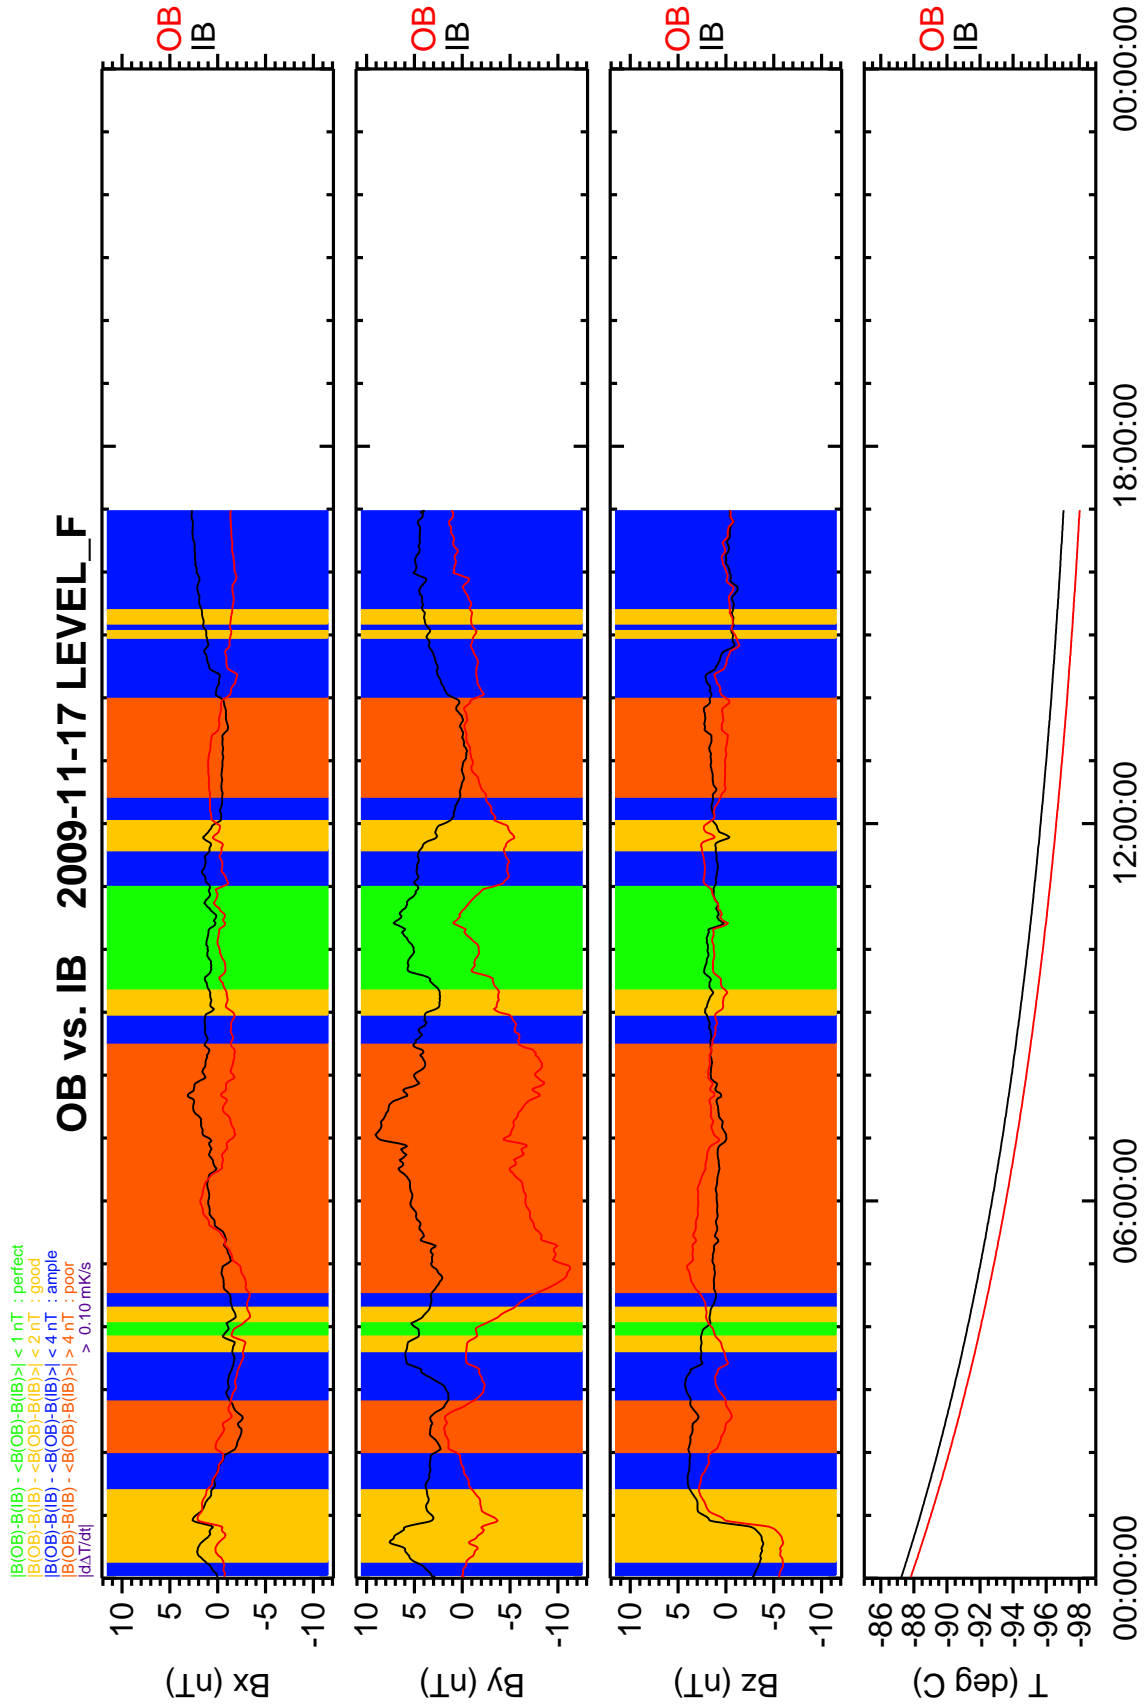 |B(OB)-B(IB) - <B(OB)-B(IB)>| < 1 nT : perfect
|B(OB)-B(IB) - <B(OB)-B(IB)>| < 2 nT : good
|B(OB)-B(IB) - <B(OB)-B(IB)>| < 4 nT : ample
|B(OB)-B(IB) - <B(OB)-B(IB)>| > 4 nT : poor
|dΔT/dt| > 0.10 mK/s
OB vs. IB 2009-11-17 LEVEL_F
Bx (nT)
10
5
0
-5
-10
OB
IB
By (nT)
10
5
0
-5
-10
OB
IB
Bz (nT)
10
5
0
-5
-10
OB
IB
T (deg C)
-86
-88
-90
-92
-94
-96
-98
OB
IB
00:00:00 06:00:00 12:00:00 18:00:00 00:00:00